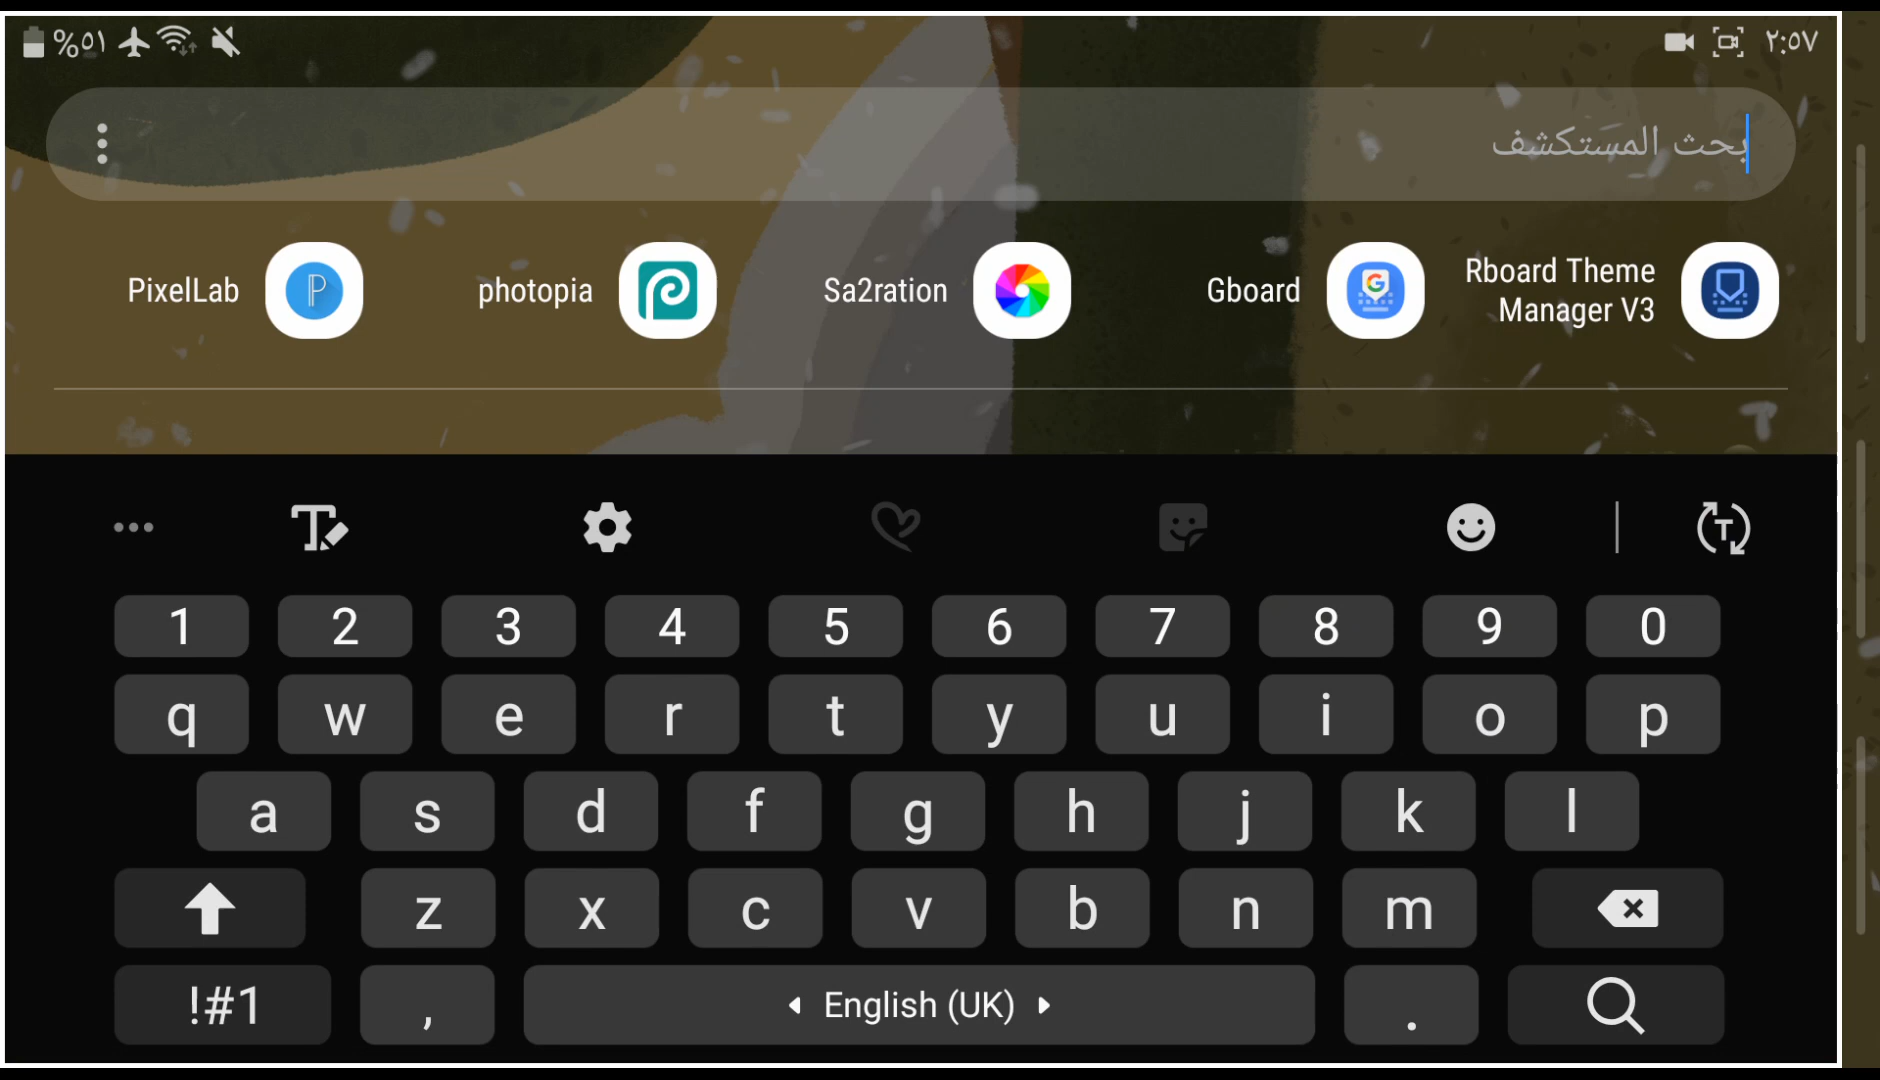 %٥١
٢:٥٧
بحث المستكشف
PixelLab
photopia
Sa2ration
Gboard
Rboard Theme
Manager V3
1 2 3 4 5 6 7 8 9 0
q w e r t y u i o p
a s d f g h j k l
z x c v b n m
!#1 , English (UK) .